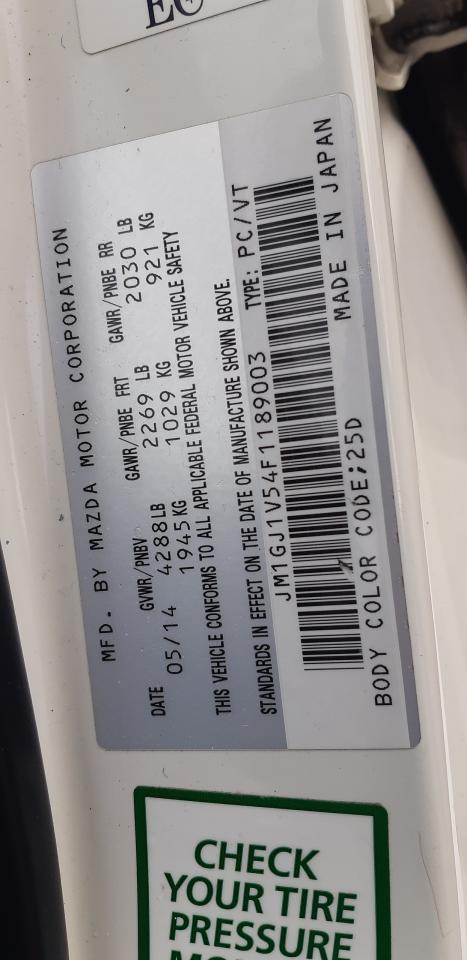 MFD. BY MAZDA MOTOR CORPORATION
DATE GVWR/PNBV GAWR/PNBE FRT GAWR/PNBE RR
05/14 4288LB 2269 LB 2030 LB
1945KG 1029 KG 921 KG
THIS VEHICLE CONFORMS TO ALL APPLICABLE FEDERAL MOTOR VEHICLE SAFETY
STANDARDS IN EFFECT ON THE DATE OF MANUFACTURE SHOWN ABOVE.
JM1GJ1V54F1189003 TYPE: PC/VT
BODY COLOR CODE;25D MADE IN JAPAN
CHECK
YOUR TIRE
PRESSURE